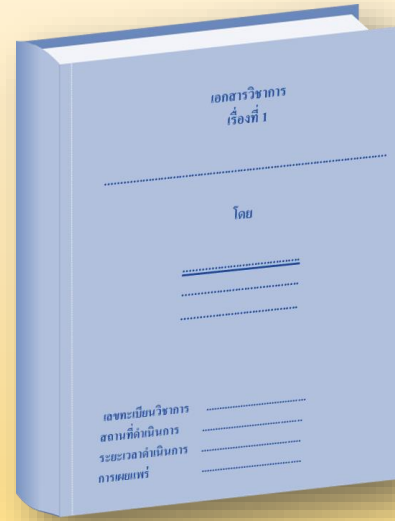 เอกสารวิชาการ
เรื่องที่ 1
................................................................................
โดย
................................
................................
................................
เลขทะเบียนวิชาการ ................................
สถานที่ดำเนินการ ................................
ระยะเวลาดำเนินการ ................................
การเผยแพร่ ................................